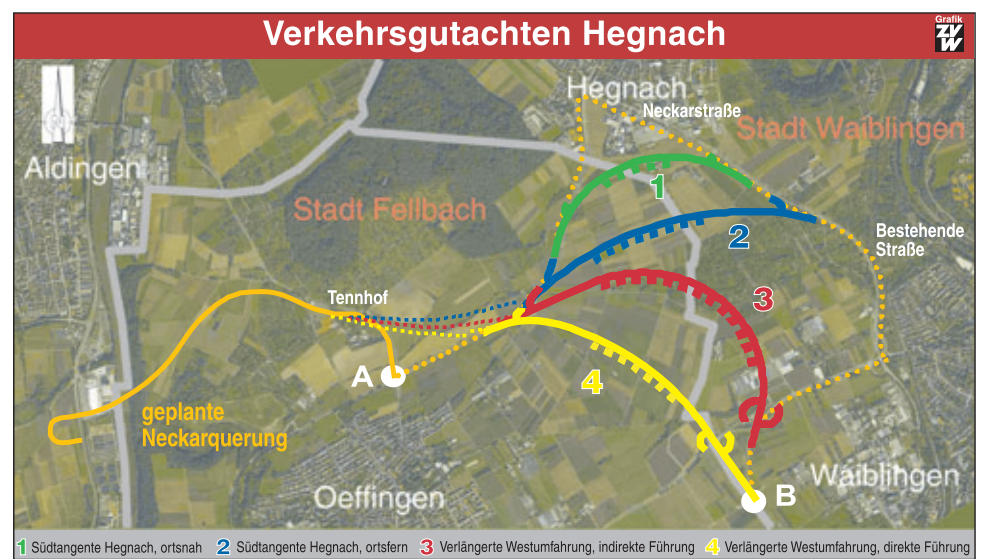 Verkehrsgutachten Hegnach
Grafik
ZVW
Hegnach
Neckarstraße
Stadt Waiblingen
Aldingen
1
Stadt Fellbach
2
Bestehende
Straße
Tennhof
3
A
4
geplante
Neckarquerung
Waiblingen
Oeffingen
B
1 Südtangente Hegnach, ortsnah 2 Südtangente Hegnach, ortsfern 3 Verlängerte Westumfahrung, indirekte Führung 4 Verlängerte Westumfahrung, direkte Führung